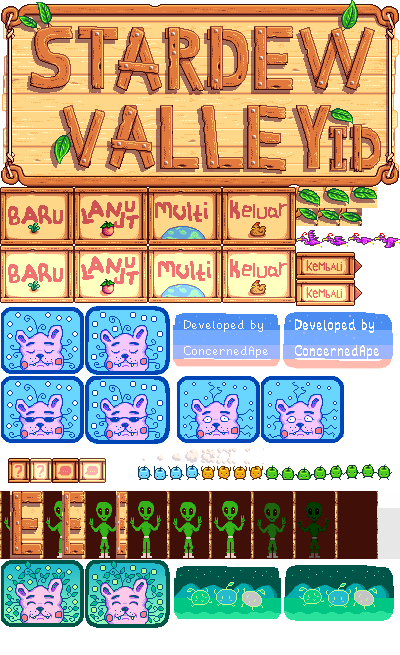 STARDEW
VALLEY ID
BARU LANJUT Multi Keluar
BARU LANJUT Multi Keluar
KEMBALI
KEMBALI
Developed by Developed by
ConcernedApe ConcernedApe
? ?
E E E